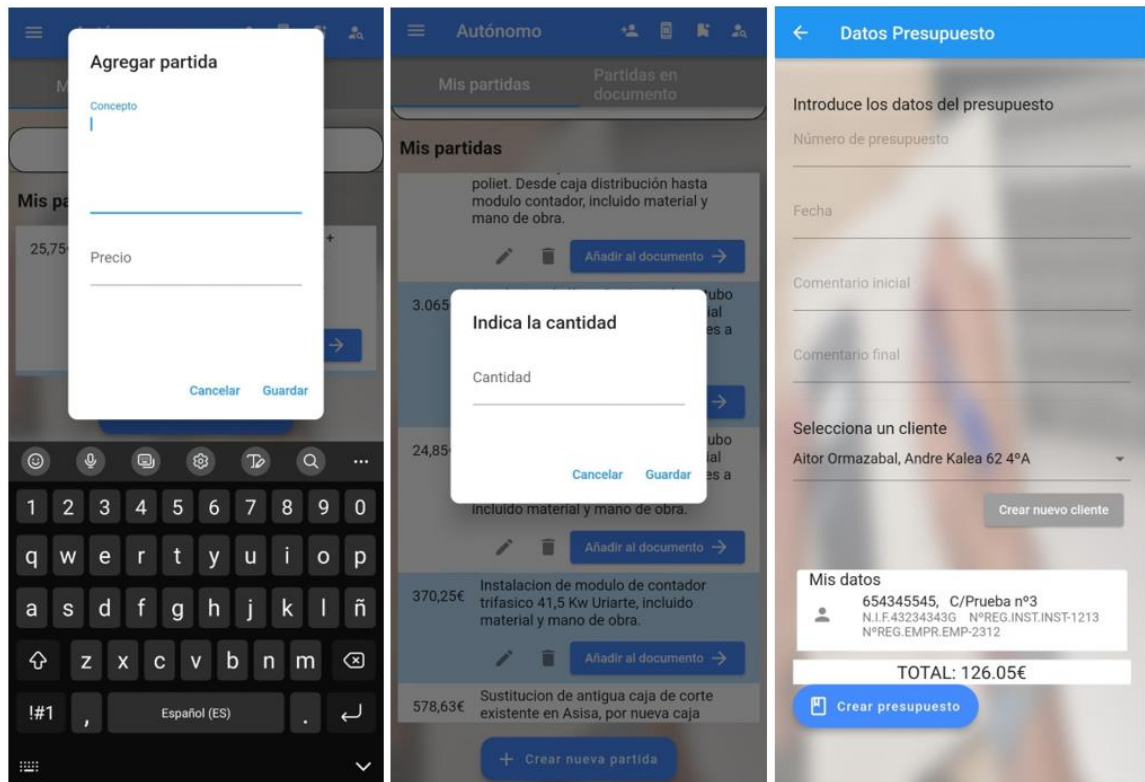 Agregar partida
Concepto
Mis pa
25,75
+
Precio
Cancelar Guardar
1 2 3 4 5 6 7 8 9 0
q w e r t y u i o p
a s d f g h j k l ñ
z x c v b n m
!#1 , Español (ES) .
Autónomo
Mis partidas
Partidas en
documento
Mis partidas
poliet. Desde caja distribución hasta
modulo contador, incluido material y
mano de obra.
Añadir al documento
3.065
tubo
ial
es a
Indica la cantidad
Cantidad
24,85
ubo
ial
es a
Cancelar Guardar
incluido material y mano de obra.
Añadir al documento
370,25€
Instalacion de modulo de contador
trifasico 41,5 Kw Uriarte, incluido
material y mano de obra.
Añadir al documento
578,63€
Sustitucion de antigua caja de corte
existente en Asisa, por nueva caja
+ Crear nueva partida
Datos Presupuesto
Introduce los datos del presupuesto
Número de presupuesto
Fecha
Comentario inicial
Comentario final
Selecciona un cliente
Aitor Ormazabal, Andre Kalea 62 4ºA
Crear nuevo cliente
Mis datos
654345545, C/Prueba nº3
N.I.F.43234343G NºREG.INST.INST-1213
NºREG.EMPR.EMP-2312
TOTAL: 126.05€
Crear presupuesto